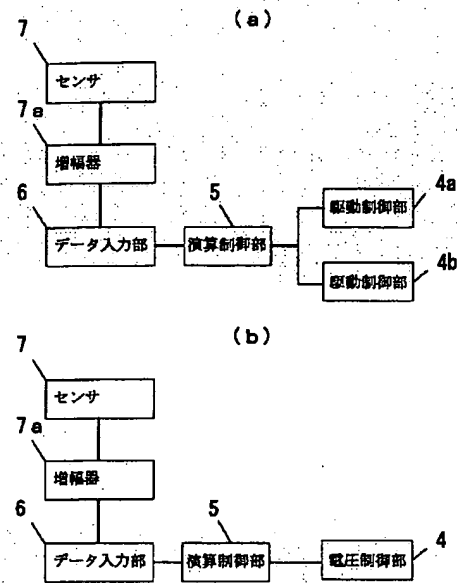 (a)
7
センサ
7a
増幅器
6
データ入力部
5
演算制御部
4a
駆動制御部
4b
駆動制御部
(b)
7
センサ
7a
増幅器
6
データ入力部
5
演算制御部
4
電圧制御部